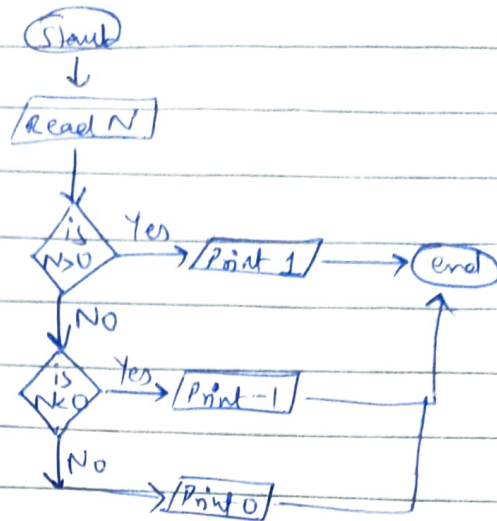 Start
Read N
is
N>0
Yes
Print 1
end
NO
is
N<0
Yes
Print -1
No
Print 0